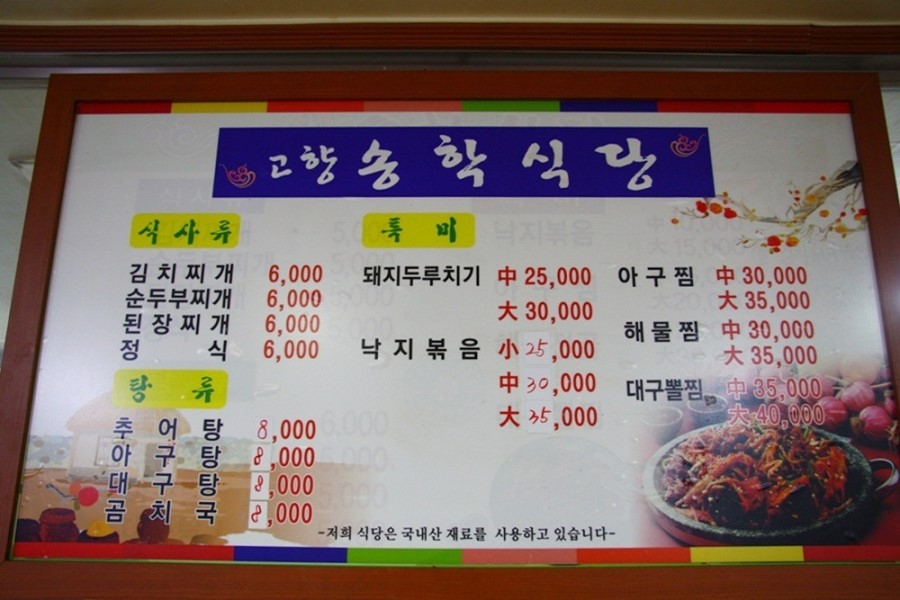 고향 송학식당
식사류
김치찌개 6,000
순두부찌개 6,000
된장찌개 6,000
정식 6,000
탕류
추어탕 8,000
아구탕 8,000
대구탕 8,000
곰치국 8,000
특미
돼지두루치기 中 25,000
大 30,000
낙지볶음 小 25,000
中 30,000
大 35,000
아구찜 中 30,000
大 35,000
해물찜 中 30,000
大 35,000
대구뽈찜 中 35,000
大 40,000
-저희 식당은 국내산 재료를 사용하고 있습니다-